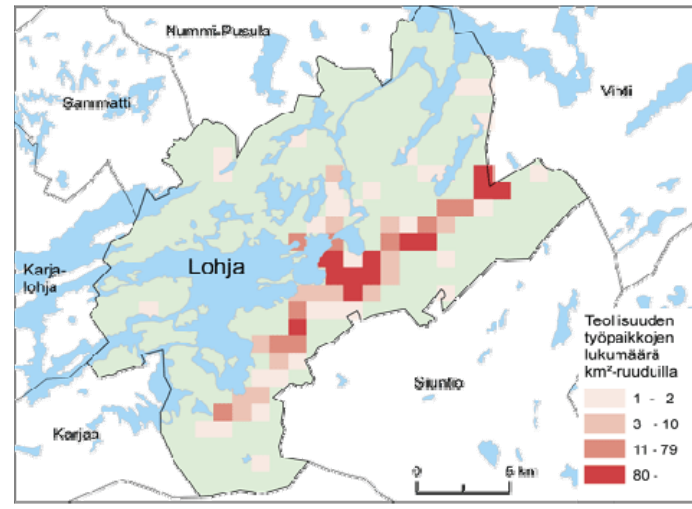 Nummi-Pusula
Sammatti
Vihti
Karja-
lohja
Lohja
Siuntio
Karjaa
Teollisuuden
työpaikkojen
lukumäärä
km²-ruuduilla
1 - 2
3 - 10
11 - 79
80 -
0 5 km